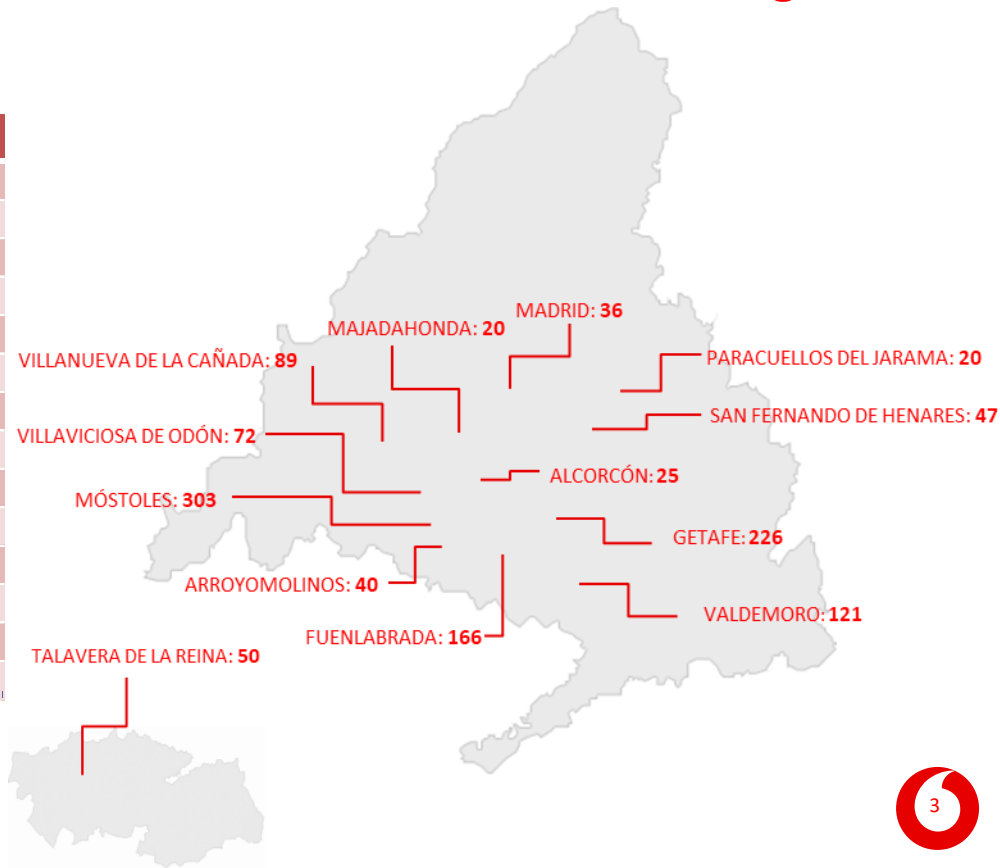 MADRID: 36
MAJADAHONDA: 20
VILLANUEVA DE LA CAÑADA: 89
PARACUELLOS DEL JARAMA: 20
SAN FERNANDO DE HENARES: 47
VILLAVICIOSA DE ODÓN: 72
ALCORCÓN: 25
MÓSTOLES: 303
GETAFE: 226
ARROYOMOLINOS: 40
VALDEMORO: 121
FUENLABRADA: 166
TALAVERA DE LA REINA: 50
3